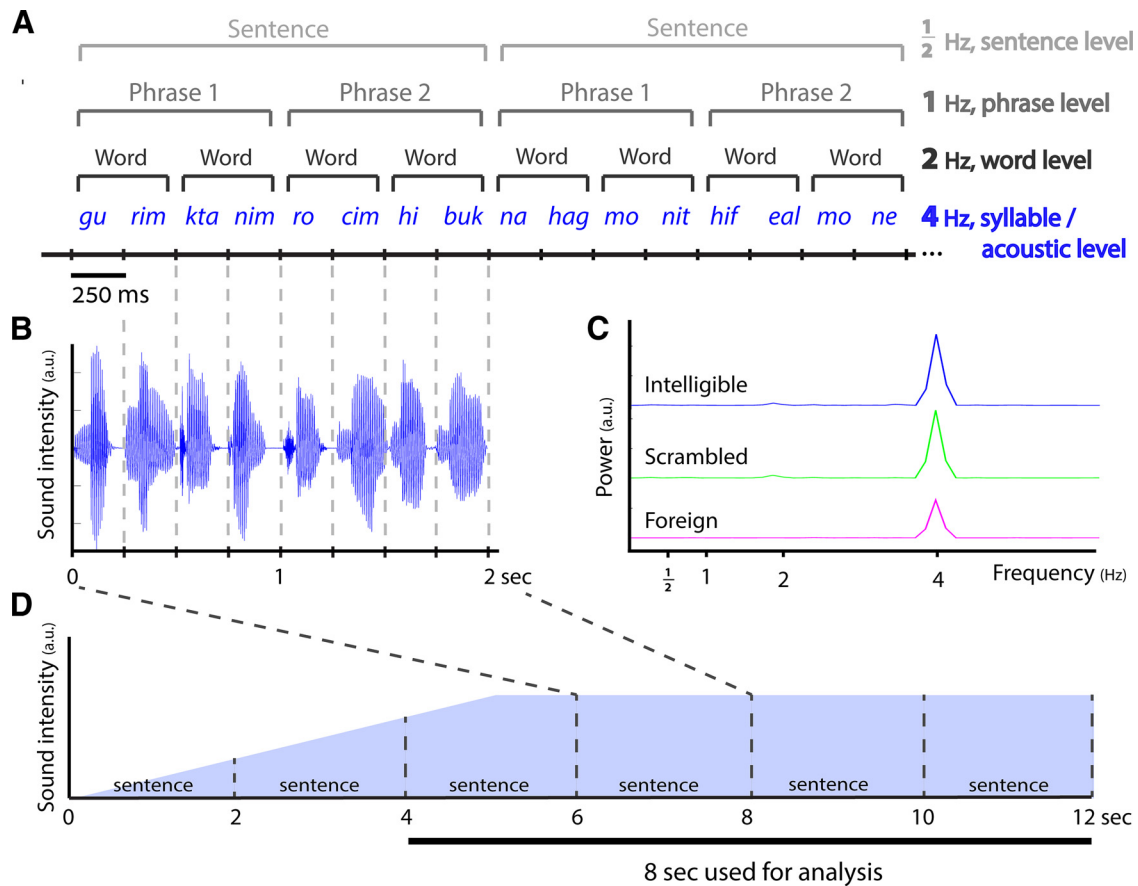 A
Sentence Sentence ½ Hz, sentence level
Phrase 1 Phrase 2 Phrase 1 Phrase 2 1 Hz, phrase level
Word Word Word Word Word Word Word Word 2 Hz, word level
gu rim kta nim ro cim hi buk na hag mo nit hif eal mo ne 4 Hz, syllable /
acoustic level
...
250 ms
B
Sound intensity (a.u.)
0 1 2 sec
C
Power (a.u.)
Intelligible
Scrambled
Foreign
½ 1 2 4 Frequency (Hz)
D
Sound intensity (a.u.)
sentence sentence sentence sentence sentence sentence
0 2 4 6 8 10 12 sec
8 sec used for analysis